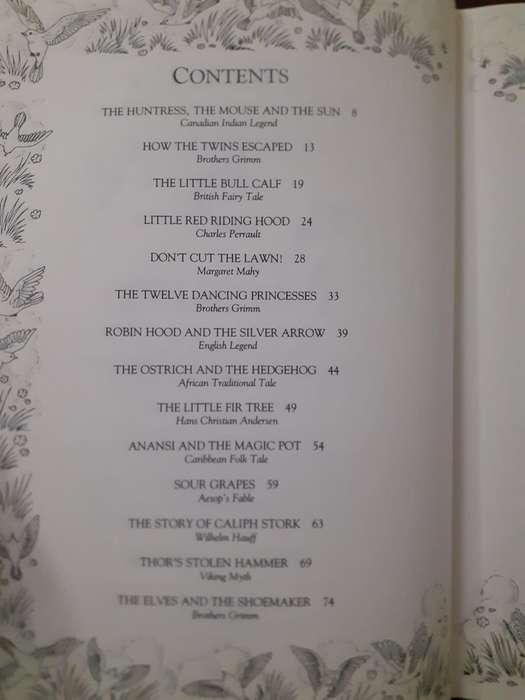 CONTENTS
THE HUNTRESS, THE MOUSE AND THE SUN 8
Canadian Indian Legend
HOW THE TWINS ESCAPED 13
Brothers Grimm
THE LITTLE BULL CALF 19
British Fairy Tale
LITTLE RED RIDING HOOD 24
Charles Perrault
DON'T CUT THE LAWN! 28
Margaret Mahy
THE TWELVE DANCING PRINCESSES 33
Brothers Grimm
ROBIN HOOD AND THE SILVER ARROW 39
English Legend
THE OSTRICH AND THE HEDGEHOG 44
African Traditional Tale
THE LITTLE FIR TREE 49
Hans Christian Andersen
ANANSI AND THE MAGIC POT 54
Caribbean Folk Tale
SOUR GRAPES 59
Aesop's Fable
THE STORY OF CALIPH STORK 63
Wilhelm Hauff
THOR'S STOLEN HAMMER 69
Viking Myth
THE ELVES AND THE SHOEMAKER 74
Brothers Grimm